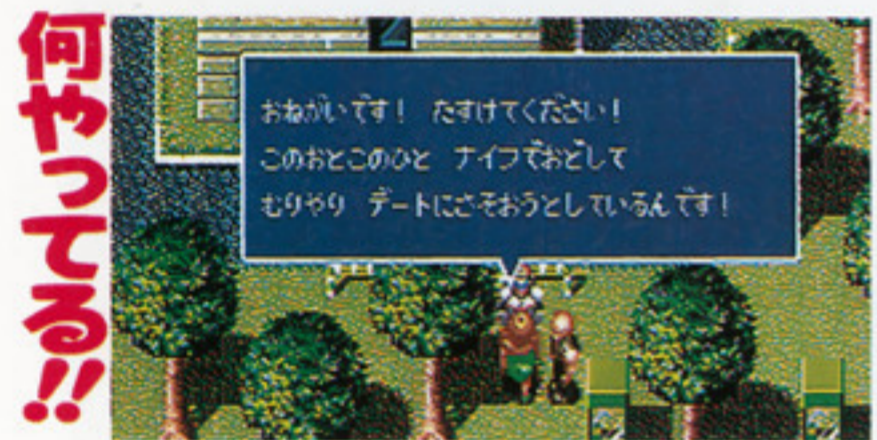 何やってる!!
おねがいです! たすけてください!
このおとこのひと ナイフでおどして
むりやり デートにさそおうとしているんです!